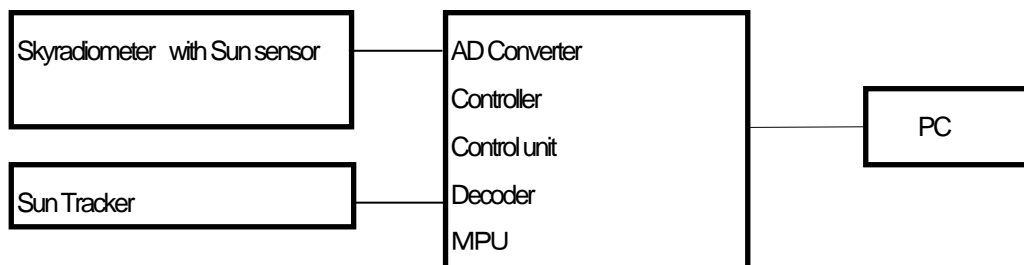 Skyradiometer with Sun sensor
Sun Tracker
AD Converter
Controller
Control unit
Decoder
MPU
PC